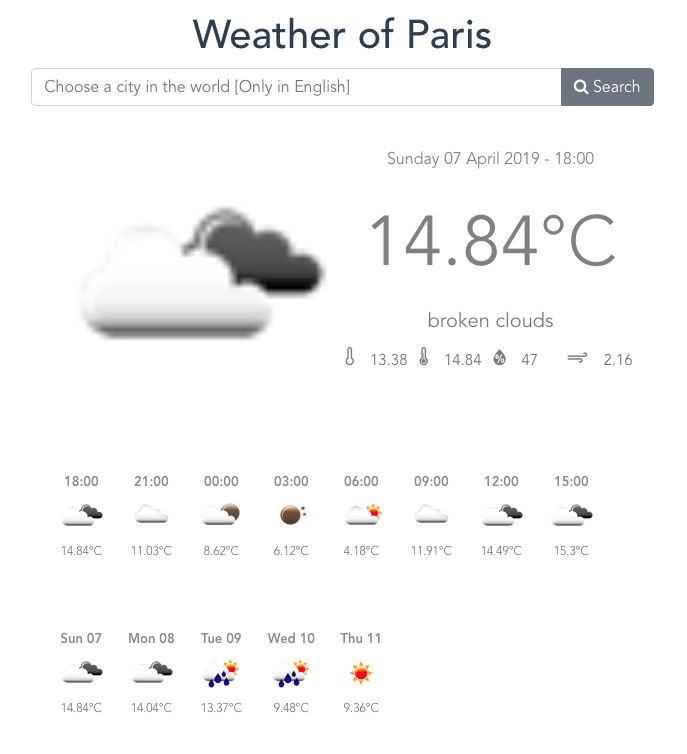 Weather of Paris
Choose a city in the world [Only in English] Search
Sunday 07 April 2019 - 18:00
14.84°C
broken clouds
13.38 14.84 % 47 2.16
18:00 21:00 00:00 03:00 06:00 09:00 12:00 15:00
14.84°C 11.03°C 8.62°C 6.12°C 4.18°C 11.91°C 14.49°C 15.3°C
Sun 07 Mon 08 Tue 09 Wed 10 Thu 11
14.84°C 14.04°C 13.37°C 9.48°C 9.36°C